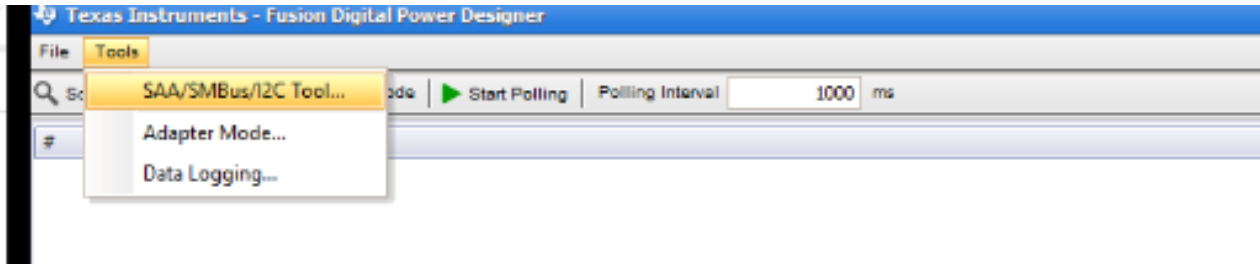 Texas Instruments - Fusion Digital Power Designer
File Tools
SAA/SMBus/I2C Tool... Start Polling Polling Interval 1000 ms
Adapter Mode...
#
Data Logging...